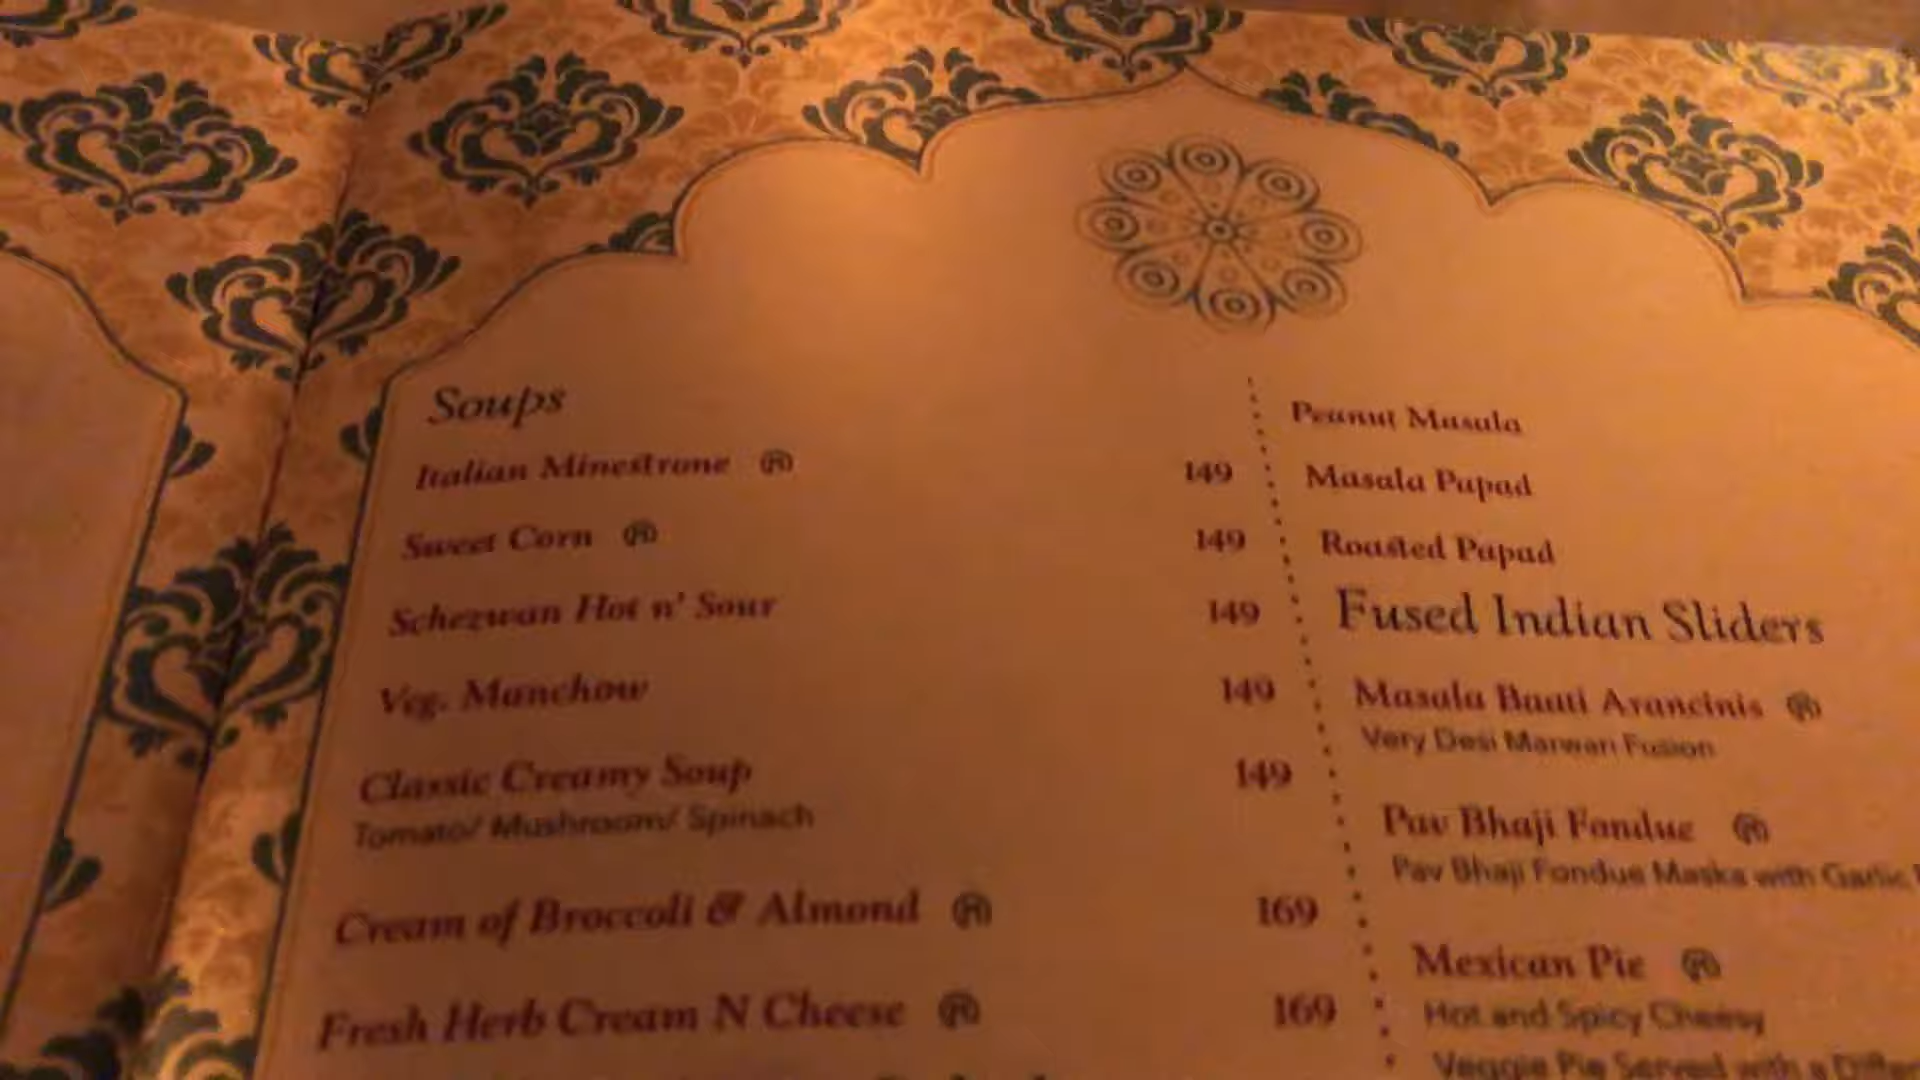 Soups
Italian Minestrone 149
Sweet Corn 149
Schezwan Hot n' Sour 149
Veg. Manchow 149
Classic Creamy Soup 149
Tomato/ Mushroom/ Spinach
Cream of Broccoli & Almond 169
Fresh Herb Cream N Cheese 169
Peanut Masala
Masala Papad
Roasted Papad
Fused Indian Sliders
Masala Baati Arancinis
Very Desi Marwari Fusion
Pav Bhaji Fondue
Pav Bhaji Fondue Maska with Garlic
Mexican Pie
Hot and Spicy Cheesy
Veggie Pie Served with a